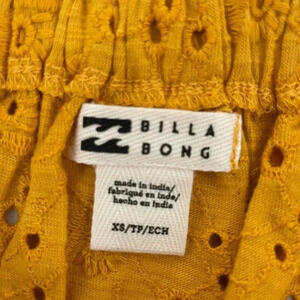 BILLA
BONG
made in india/
fabriqué en inde/
hecho en india
XS/TP/ECH